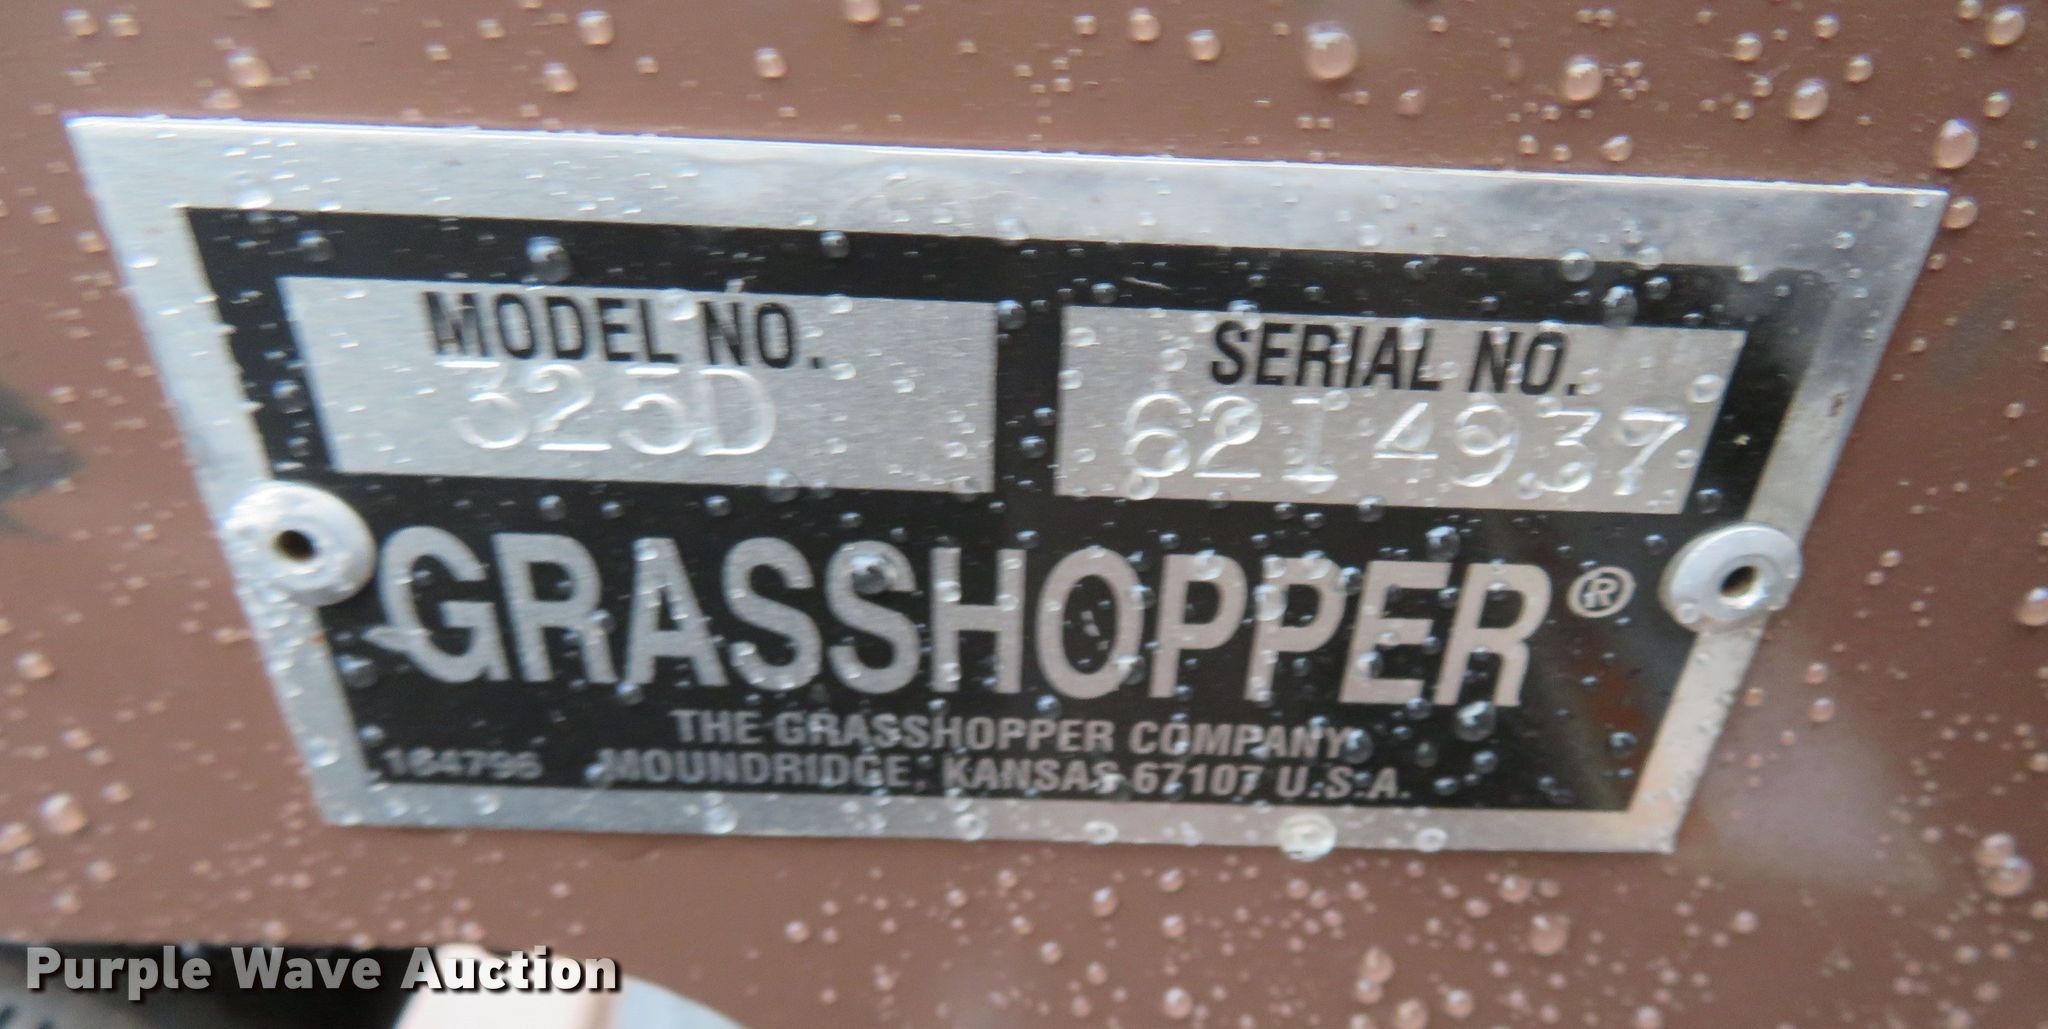 MODEL NO.
325D
SERIAL NO.
6214937
GRASSHOPPER®
THE GRASSHOPPER COMPANY
164796 MOUNDRIDGE, KANSAS 67107 U.S.A.
Purple Wave Auction